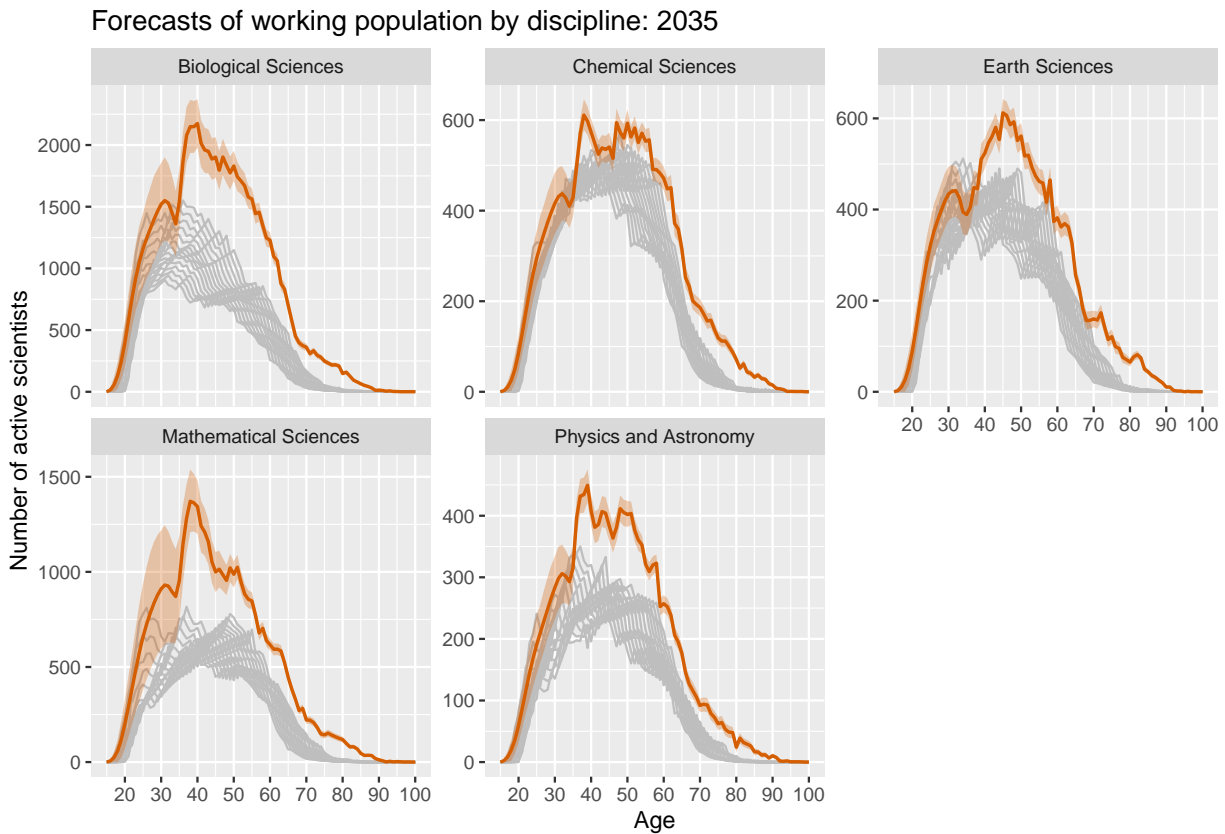 Forecasts of working population by discipline: 2035
Biological Sciences
Chemical Sciences
Earth Sciences
2000
1500
1000
500
0
600
400
200
0
600
400
200
0
20 30 40 50 60 70 80 90 100
Mathematical Sciences
Physics and Astronomy
1500
1000
500
0
400
300
200
100
0
20 30 40 50 60 70 80 90 100
20 30 40 50 60 70 80 90 100
Age
Number of active scientists